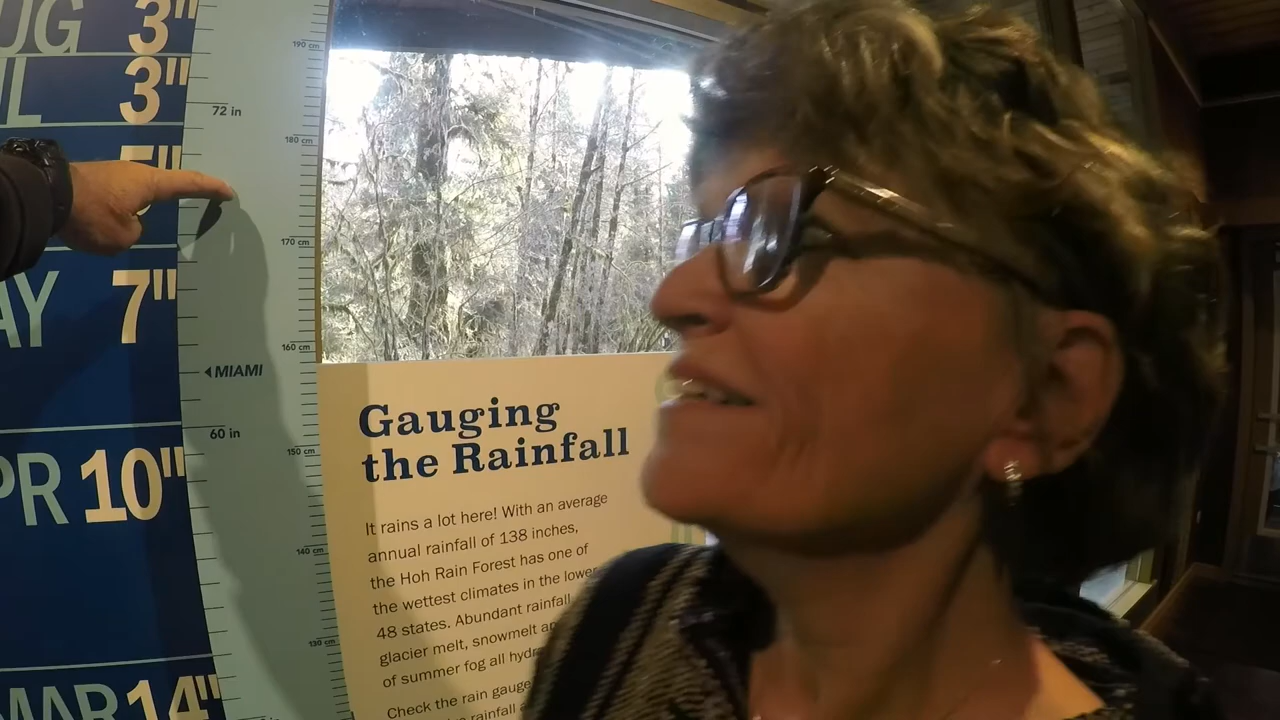 UG 3"
L 3"
5"
AY 7"
PR 10"
MAR 14"
72 in
MIAMI
60 in
190 cm
180 cm
170 cm
160 cm
150 cm
140 cm
130 cm
Gauging
the Rainfall
It rains a lot here! With an average
annual rainfall of 138 inches,
the Hoh Rain Forest has one of
the wettest climates in the lower
48 states. Abundant rainfall,
glacier melt, snowmelt
of summer fog all
Check the rain gauge
rainfall